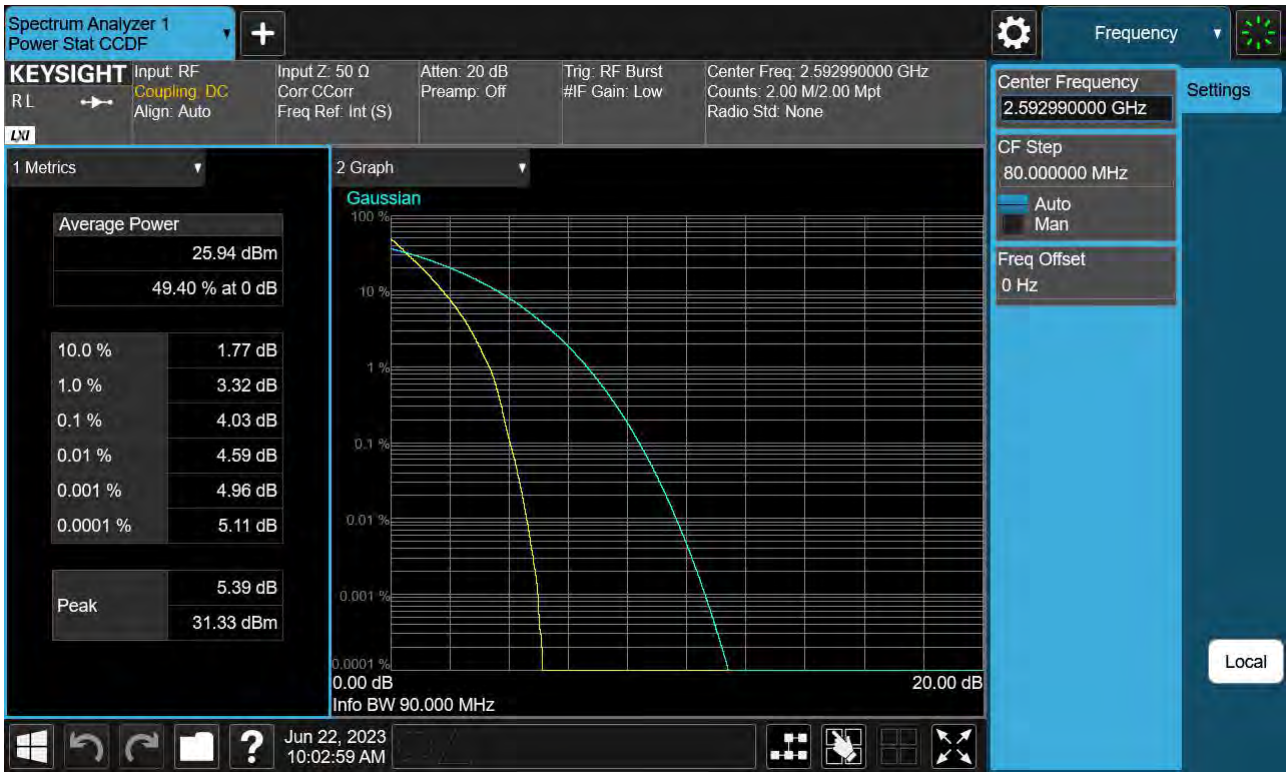 Spectrum Analyzer 1
Power Stat CCDF
+
Frequency
KEYSIGHT
RL
LXI
Input: RF
Coupling: DC
Align: Auto
Input Z: 50 Ω
Corr CCorr
Freq Ref: Int (S)
Atten: 20 dB
Preamp: Off
Trig: RF Burst
#IF Gain: Low
Center Freq: 2.592990000 GHz
Counts: 2.00 M/2.00 Mpt
Radio Std: None
Center Frequency
2.592990000 GHz
Settings
CF Step
80.000000 MHz
Auto
Man
Freq Offset
0 Hz
Local
1 Metrics
Average Power
25.94 dBm
49.40 % at 0 dB
10.0 % 1.77 dB
1.0 % 3.32 dB
0.1 % 4.03 dB
0.01 % 4.59 dB
0.001 % 4.96 dB
0.0001 % 5.11 dB
Peak
5.39 dB
31.33 dBm
2 Graph
Gaussian
100 %
10 %
1 %
0.1 %
0.01 %
0.001 %
0.0001 %
0.00 dB 20.00 dB
Info BW 90.000 MHz
?
Jun 22, 2023
10:02:59 AM